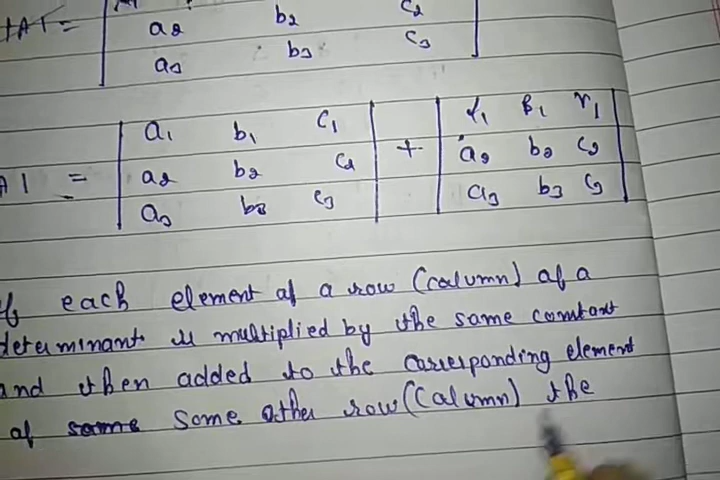 |A| = a₂ b₂ c₂
a₃ b₃ c₃
a₁ b₁ c₁ α₁ β₁ γ₁
A| = a₂ b₂ c₂ + a₂ b₂ c₂
a₃ b₃ c₃ a₃ b₃ c₃
If each element of a row (column) of a
determinant is multiplied by the same constant
and then added to the corresponding element
of same some other row (Column) the